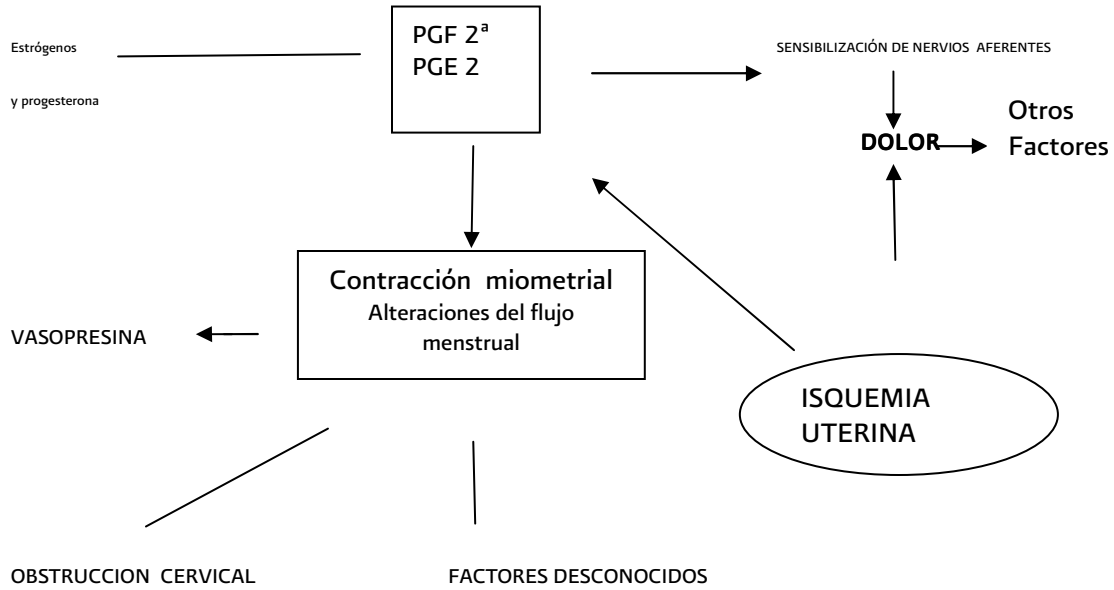 Estrógenos
y progesterona
PGF 2ª
PGE 2
SENSIBILIZACIÓN DE NERVIOS AFERENTES
DOLOR
Otros
Factores
Contracción miometrial
Alteraciones del flujo
menstrual
VASOPRESINA
ISQUEMIA
UTERINA
OBSTRUCCION CERVICAL
FACTORES DESCONOCIDOS